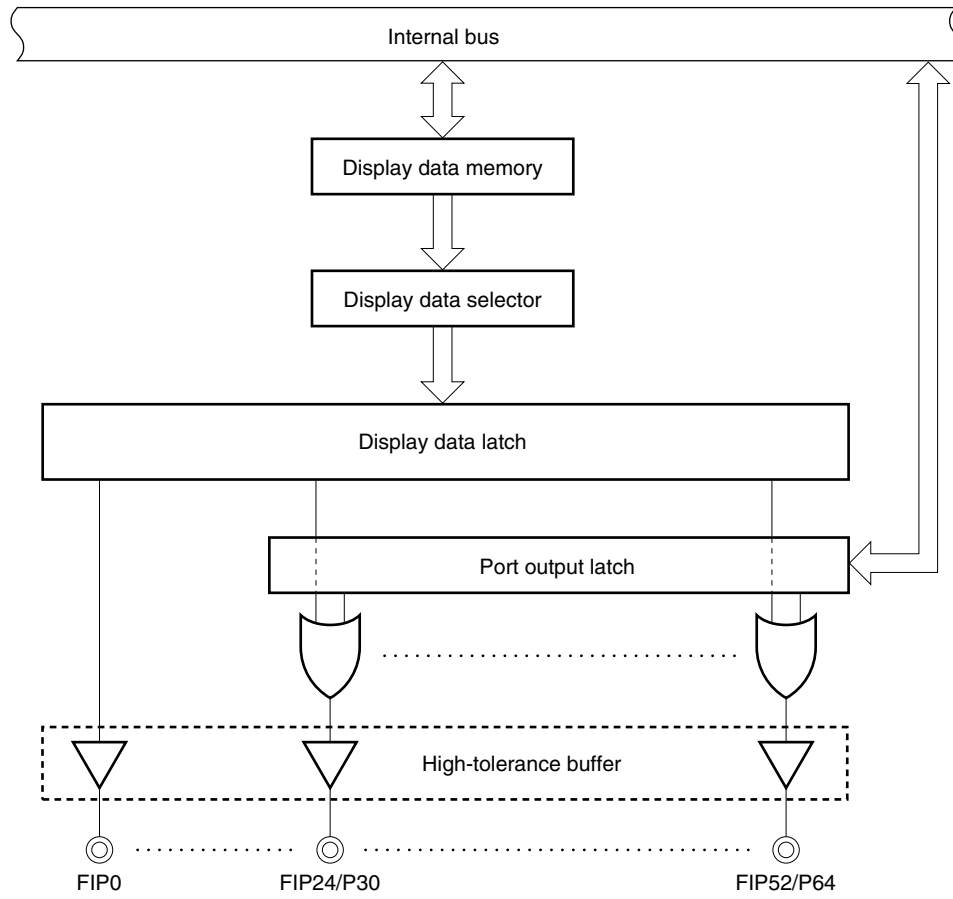 Internal bus
Display data memory
Display data selector
Display data latch
Port output latch
High-tolerance buffer
FIP0
FIP24/P30
FIP52/P64